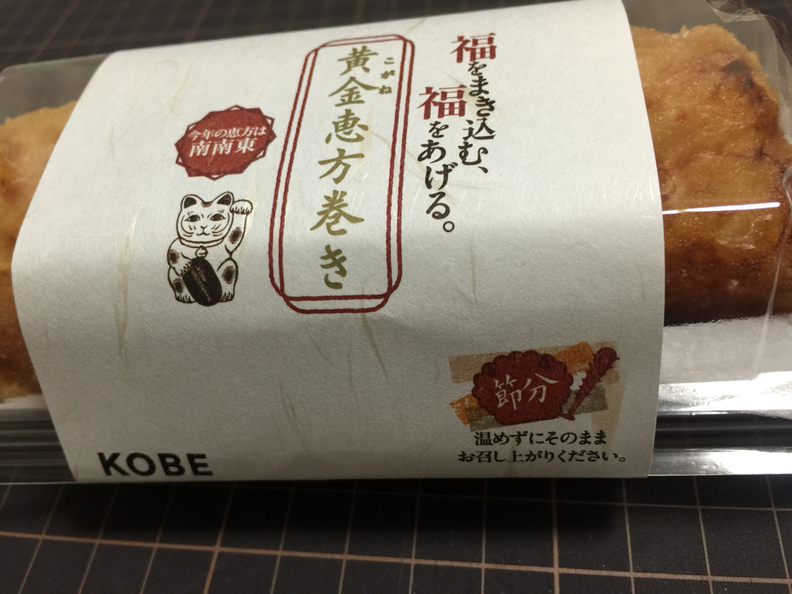 福をまき込む、
福をあげる。
こがね
黄金恵方巻き
今年の恵方は
南南東
節分
温めずにそのまま
お召し上がりください。
KOBE